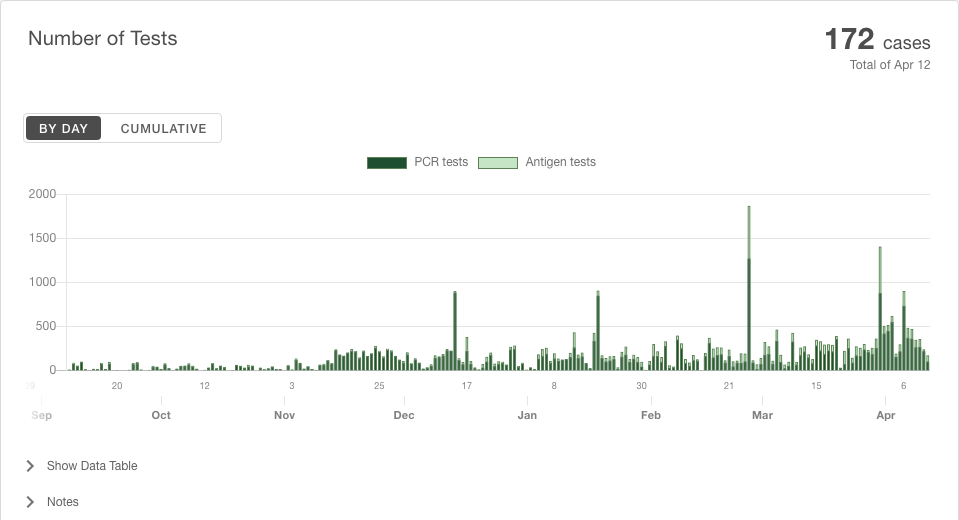 Number of Tests
172 cases
Total of Apr 12
BY DAY CUMULATIVE
PCR tests Antigen tests
2000
1500
1000
500
0
9 20 12 3 25 17 8 30 21 15 6
Sep Oct Nov Dec Jan Feb Mar Apr
Show Data Table
Notes